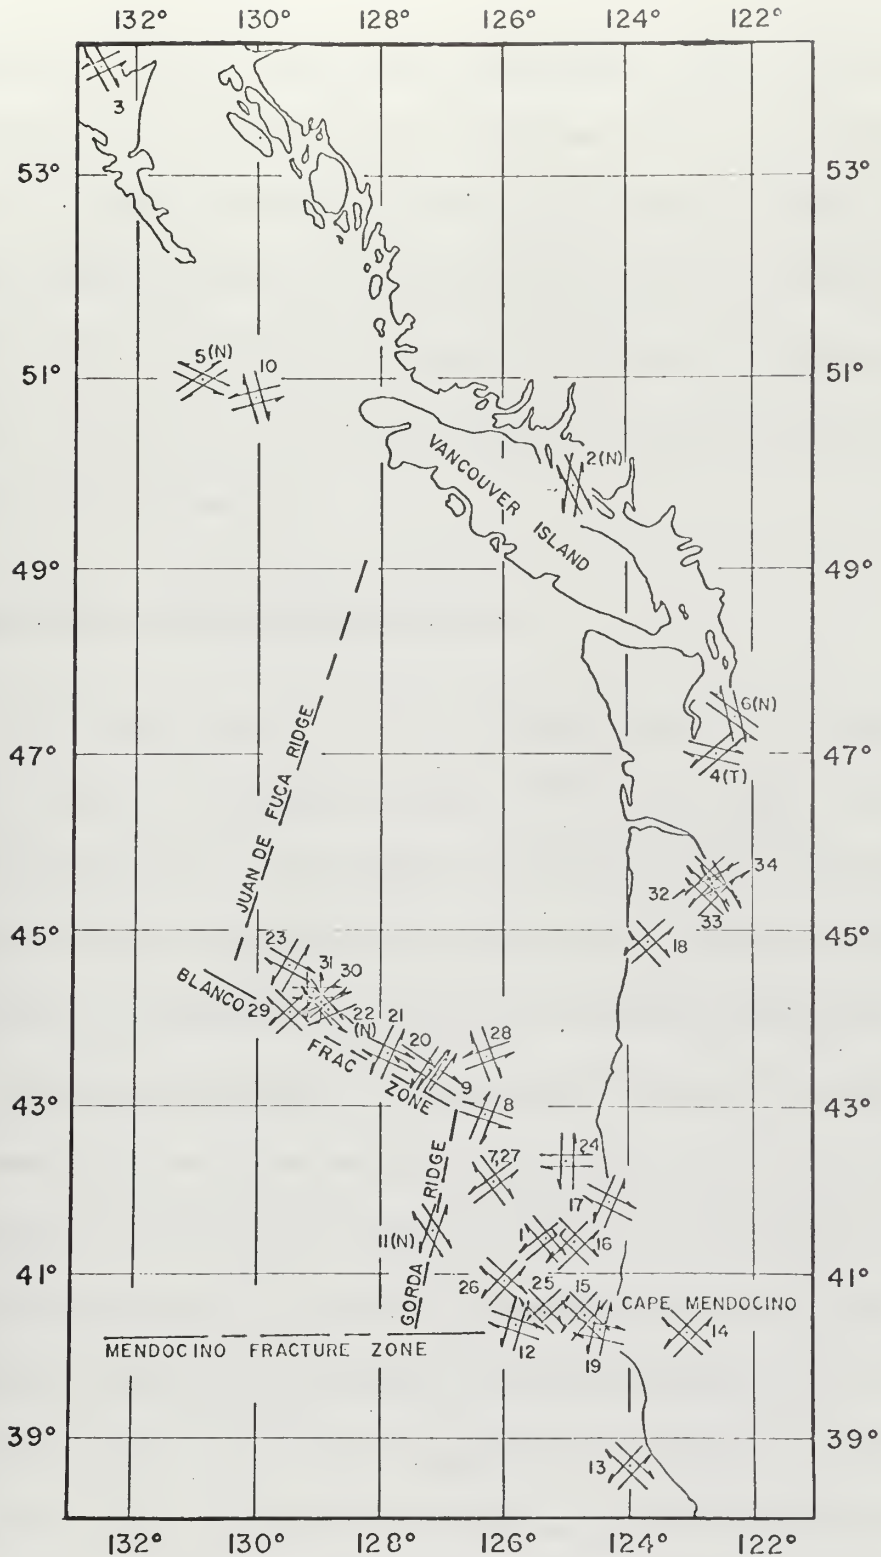 132° 130° 128° 126° 124° 122°
3
53° 53°
5(N) 10
51° 51°
VANCOUVER ISLAND
2(N)
49° 49°
JUAN DE FUCA RIDGE
6(N)
47° 47°
4(T)
34
32
33
45° 45°
18
23
31
30
BLANCO FRAC ZONE
29
22 (N)
21
20
28
9
43° 43°
8
24
7,27
GORDA RIDGE
17
11(N)
1
16
41° 41°
26
25
15
CAPE MENDOCINO
14
12
19
MENDOCINO FRACTURE ZONE
39° 39°
13
132° 130° 128° 126° 124° 122°